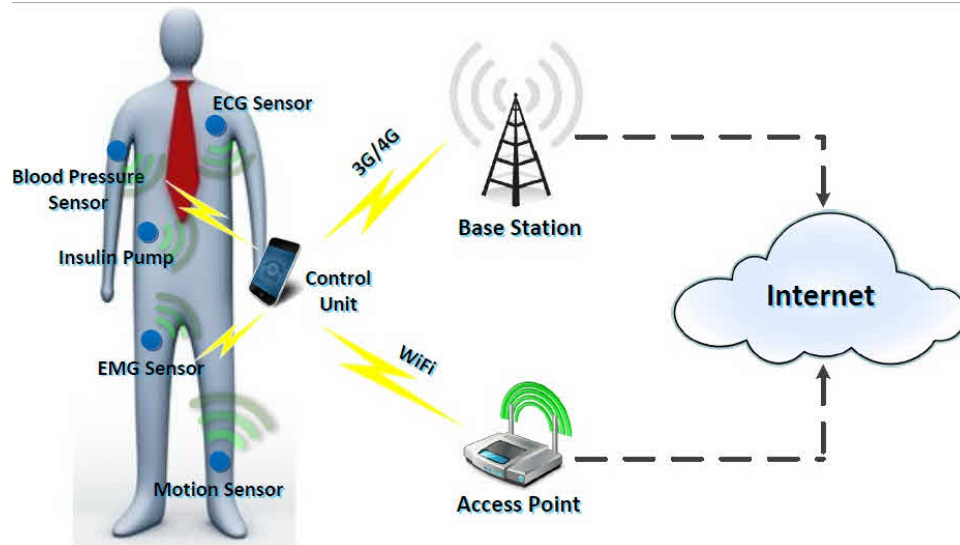 ECG Sensor
Blood Pressure
Sensor
Insulin Pump
EMG Sensor
Motion Sensor
Control
Unit
3G/4G
Base Station
WiFi
Access Point
Internet